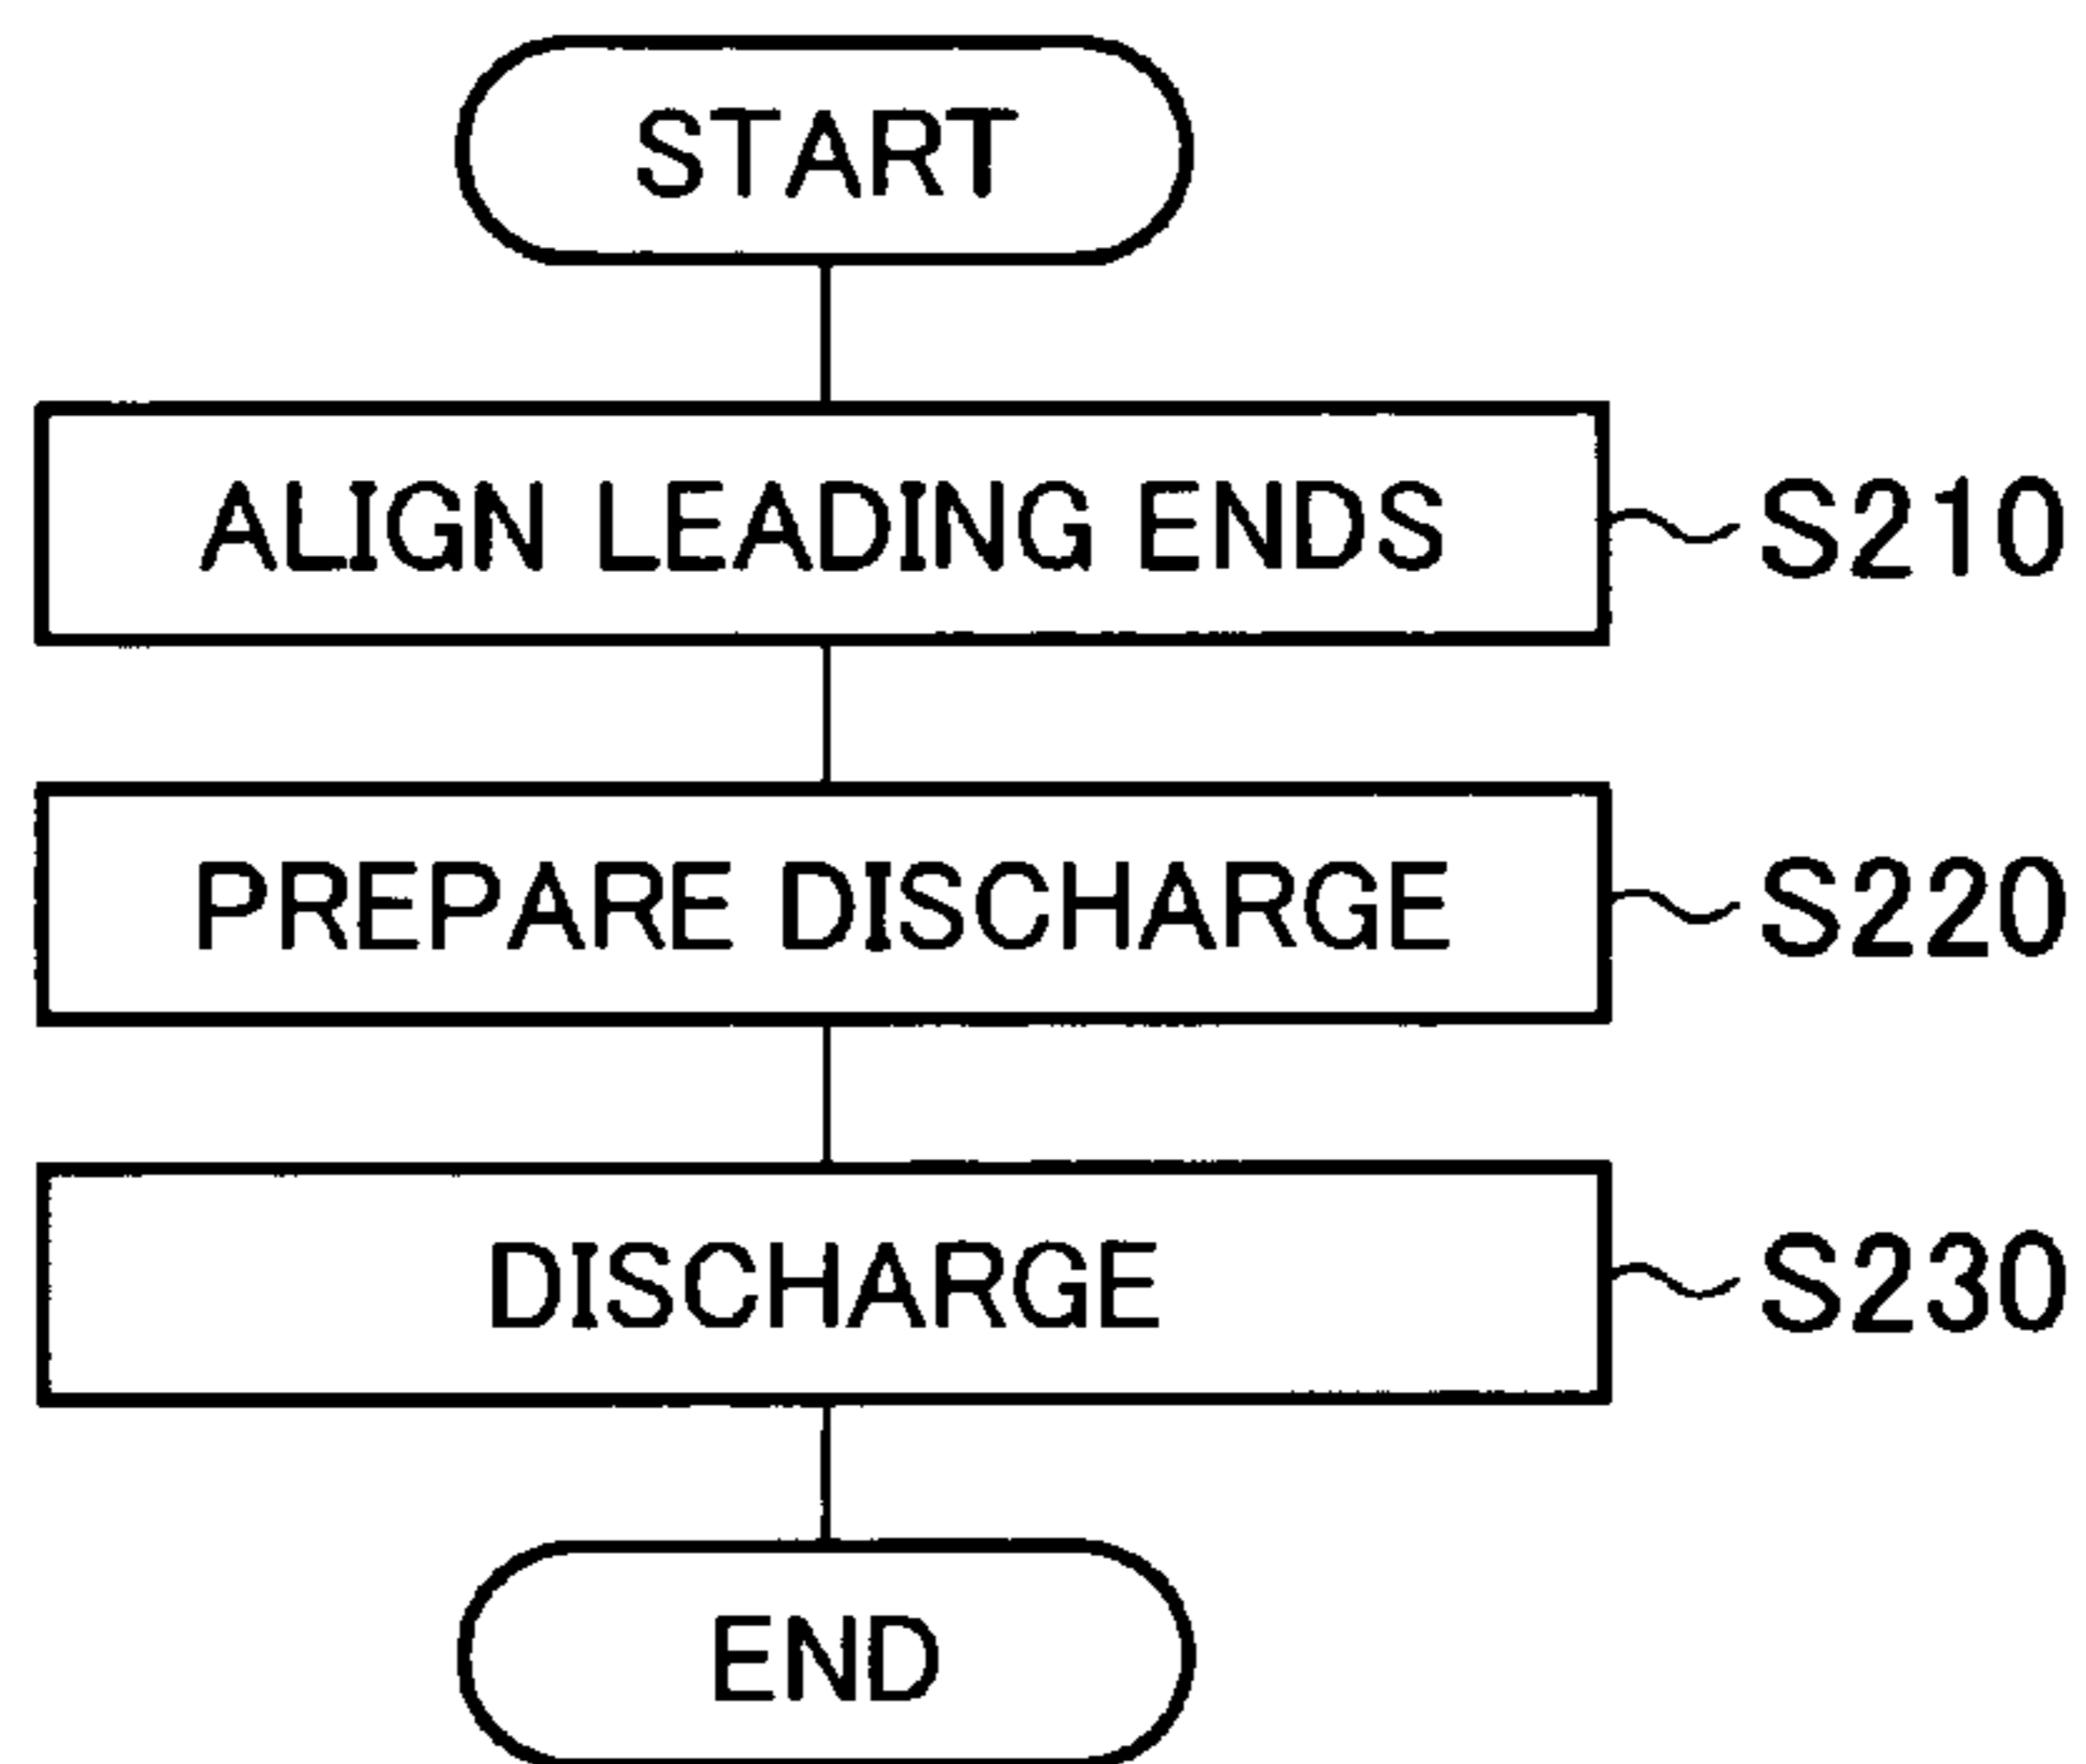 START
ALIGN LEADING ENDS S210
PREPARE DISCHARGE S220
DISCHARGE S230
END